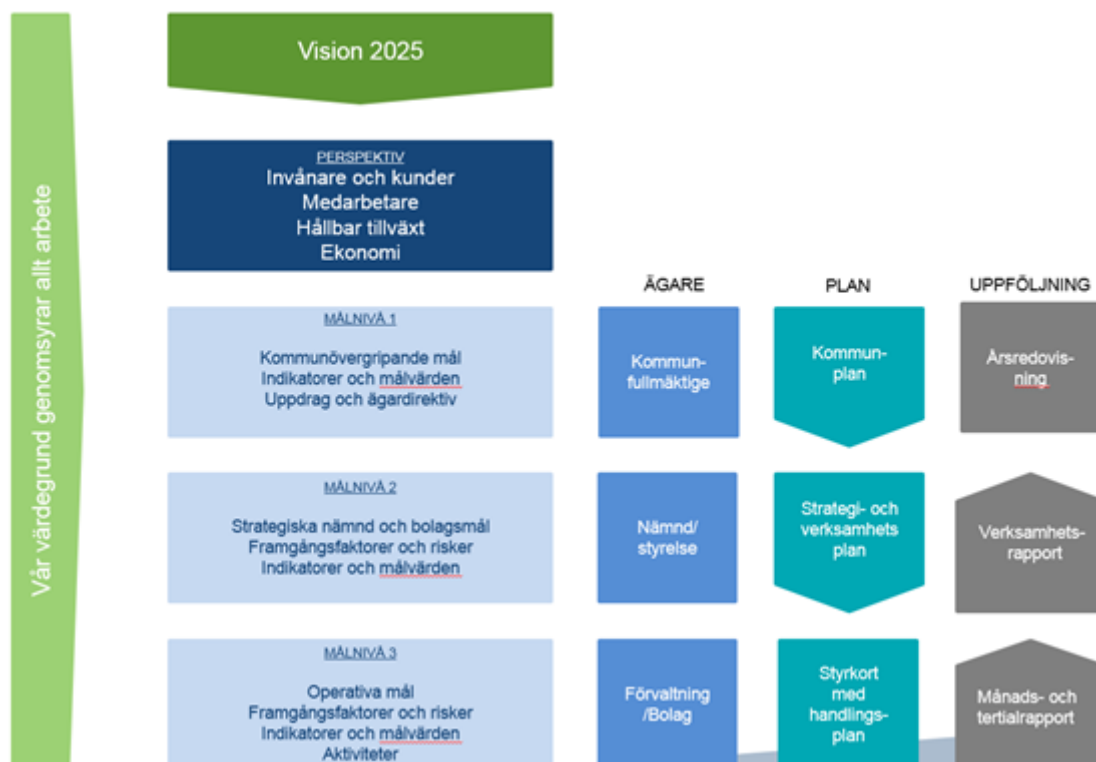 Vår värdegrund genomsyrar allt arbete
Vision 2025
PERSPEKTIV
Invånare och kunder
Medarbetare
Hållbar tillväxt
Ekonomi
ÄGARE
PLAN
UPPFÖLJNING
MÅLNIVÅ 1
Kommunövergripande mål
Indikatorer och målvärden
Uppdrag och ägardirektiv
Kommun-
fullmäktige
Kommun-
plan
Årsredovis-
ning
MÅLNIVÅ 2
Strategiska nämnd och bolagsmål
Framgångsfaktorer och risker
Indikatorer och målvärden
Nämnd/
styrelse
Strategi- och
verksamhets
plan
Verksamhets-
rapport
MÅLNIVÅ 3
Operativa mål
Framgångsfaktorer och risker
Indikatorer och målvärden
Aktiviteter
Förvaltning
/Bolag
Styrkort
med
handlings-
plan
Månads- och
tertialrapport